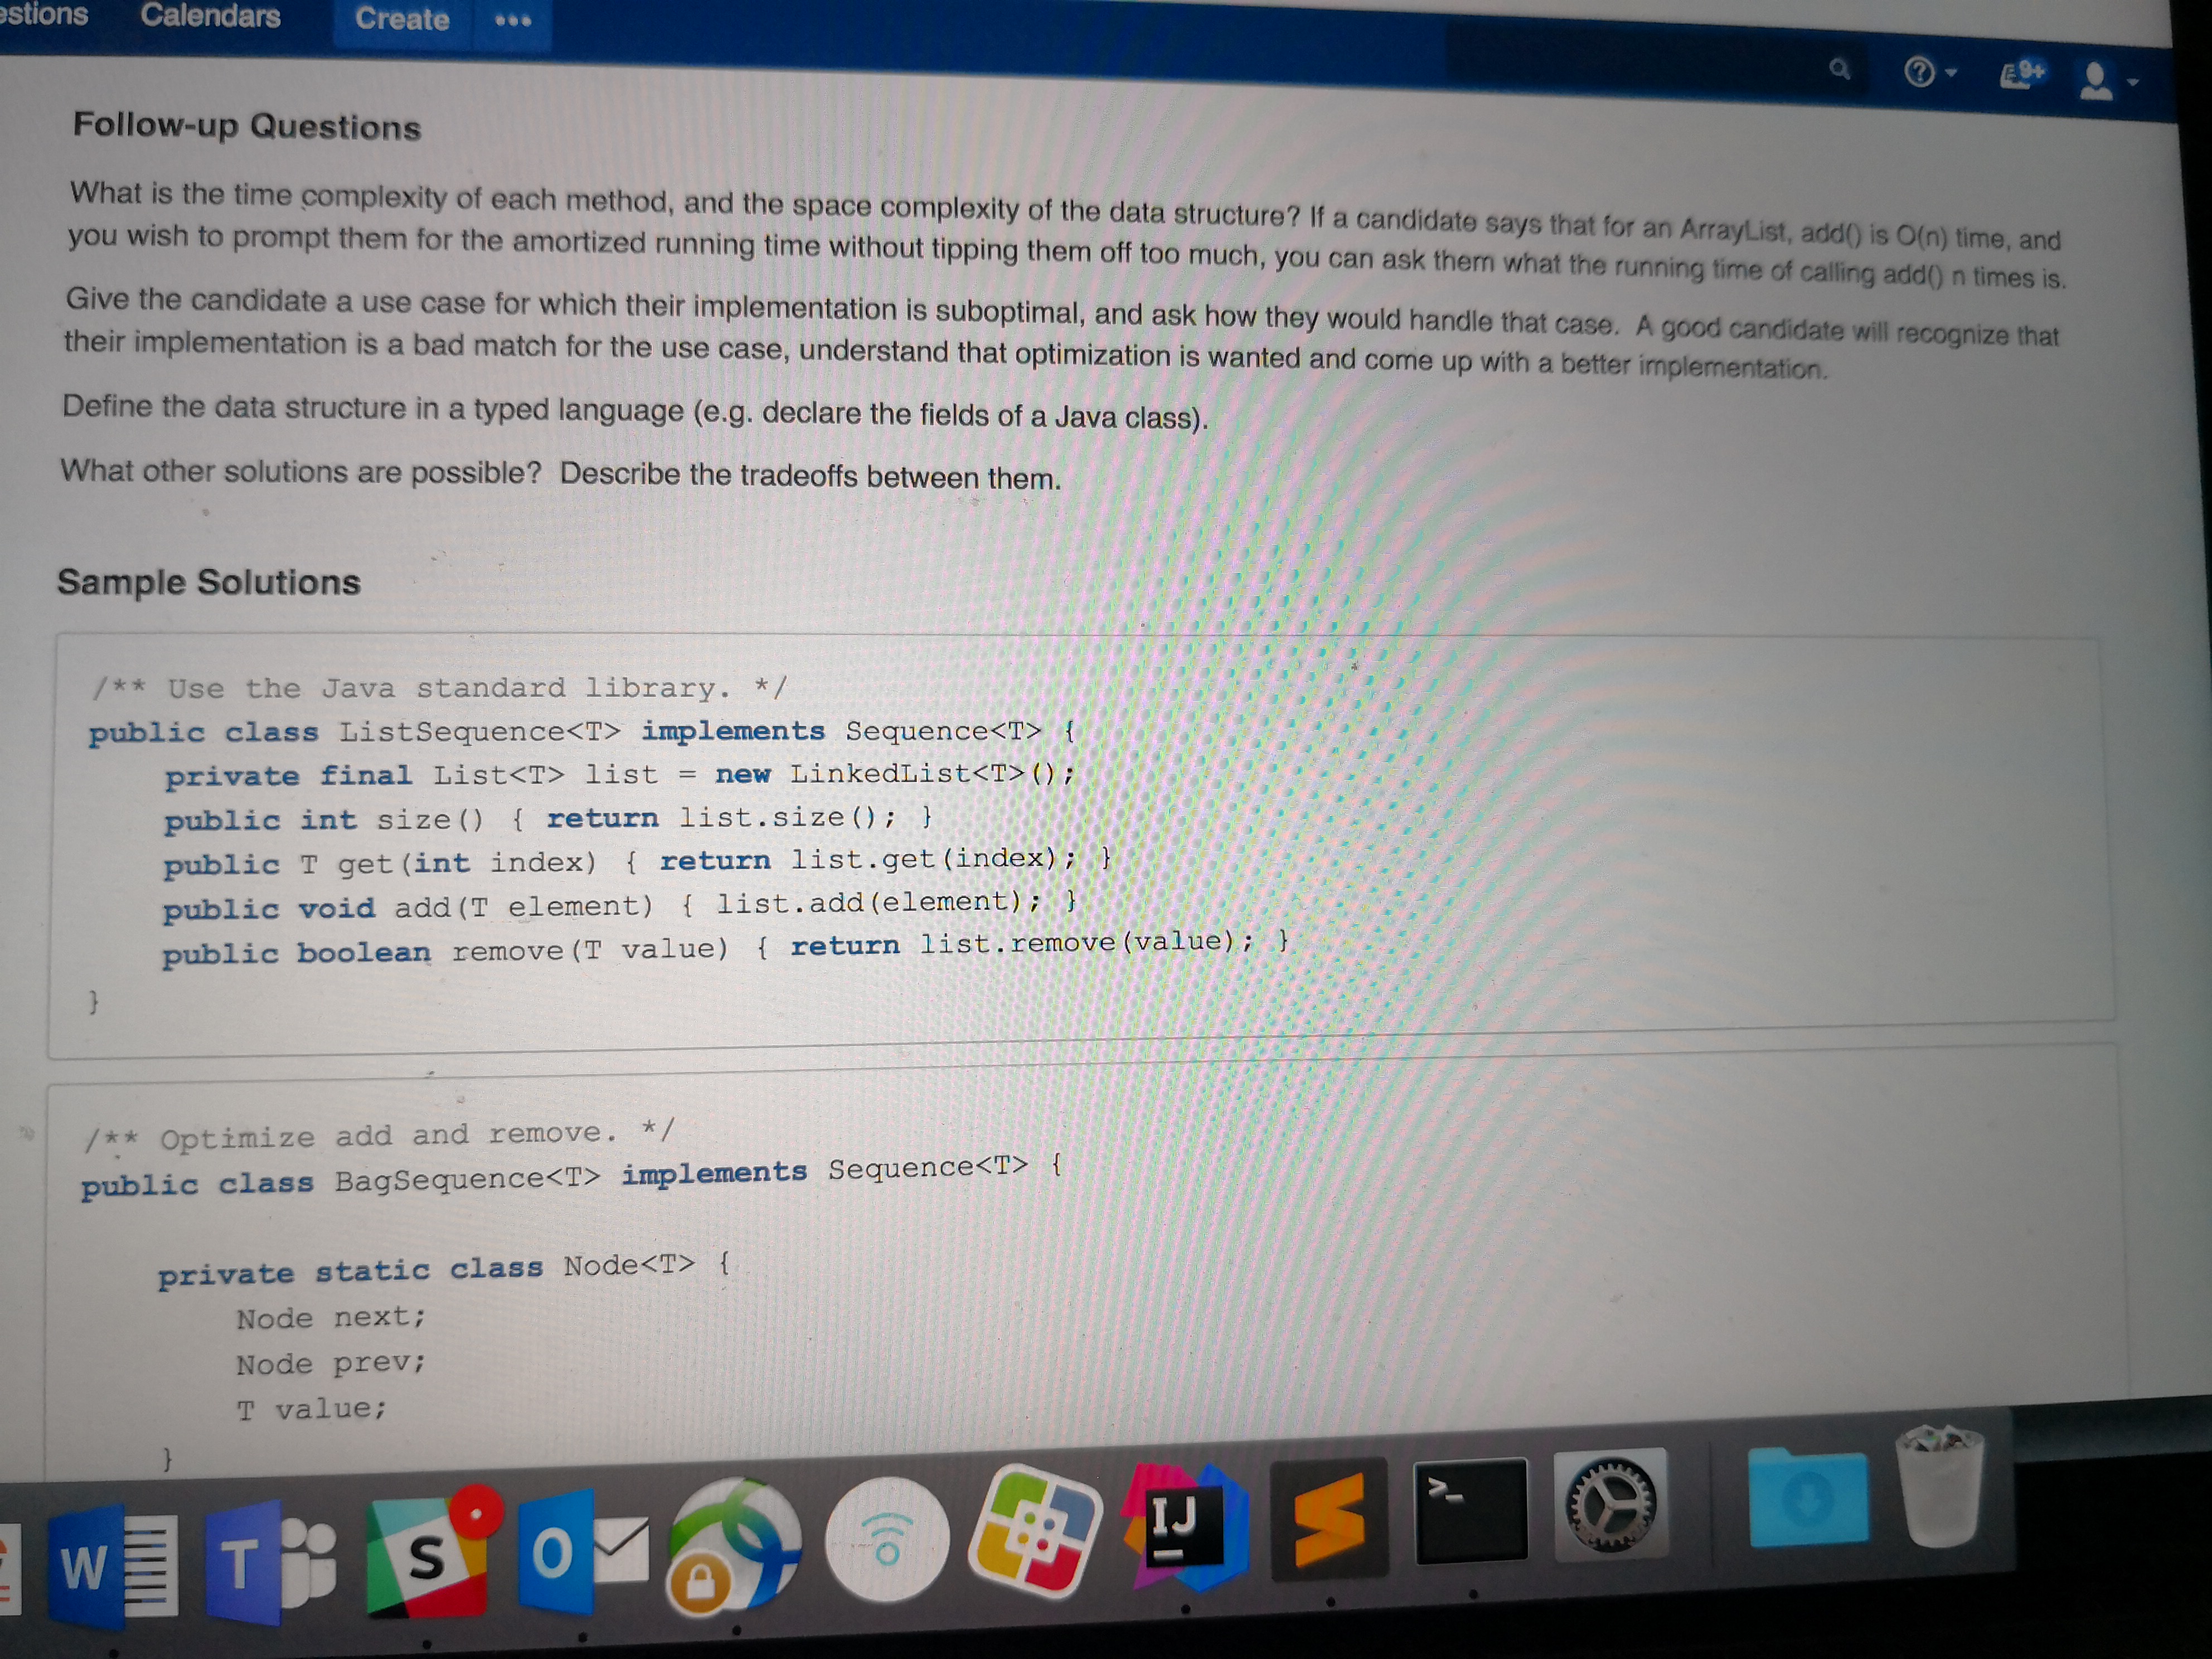 estions Calendars Create •••
9+
Follow-up Questions
What is the time complexity of each method, and the space complexity of the data structure? If a candidate says that for an ArrayList, add() is O(n) time, and
you wish to prompt them for the amortized running time without tipping them off too much, you can ask them what the running time of calling add() n times is.
Give the candidate a use case for which their implementation is suboptimal, and ask how they would handle that case. A good candidate will recognize that
their implementation is a bad match for the use case, understand that optimization is wanted and come up with a better implementation.
Define the data structure in a typed language (e.g. declare the fields of a Java class).
What other solutions are possible? Describe the tradeoffs between them.
Sample Solutions
/** Use the Java standard library. */
public class ListSequence<T> implements Sequence<T> {
private final List<T> list = new LinkedList<T>();
public int size() { return list.size(); }
public T get(int index) { return list.get(index); }
public void add(T element) { list.add(element); }
public boolean remove(T value) { return list.remove(value); }
}
/** Optimize add and remove. */
public class BagSequence<T> implements Sequence<T> {
private static class Node<T> {
Node next;
Node prev;
T value;
}
W T S O IJ >_